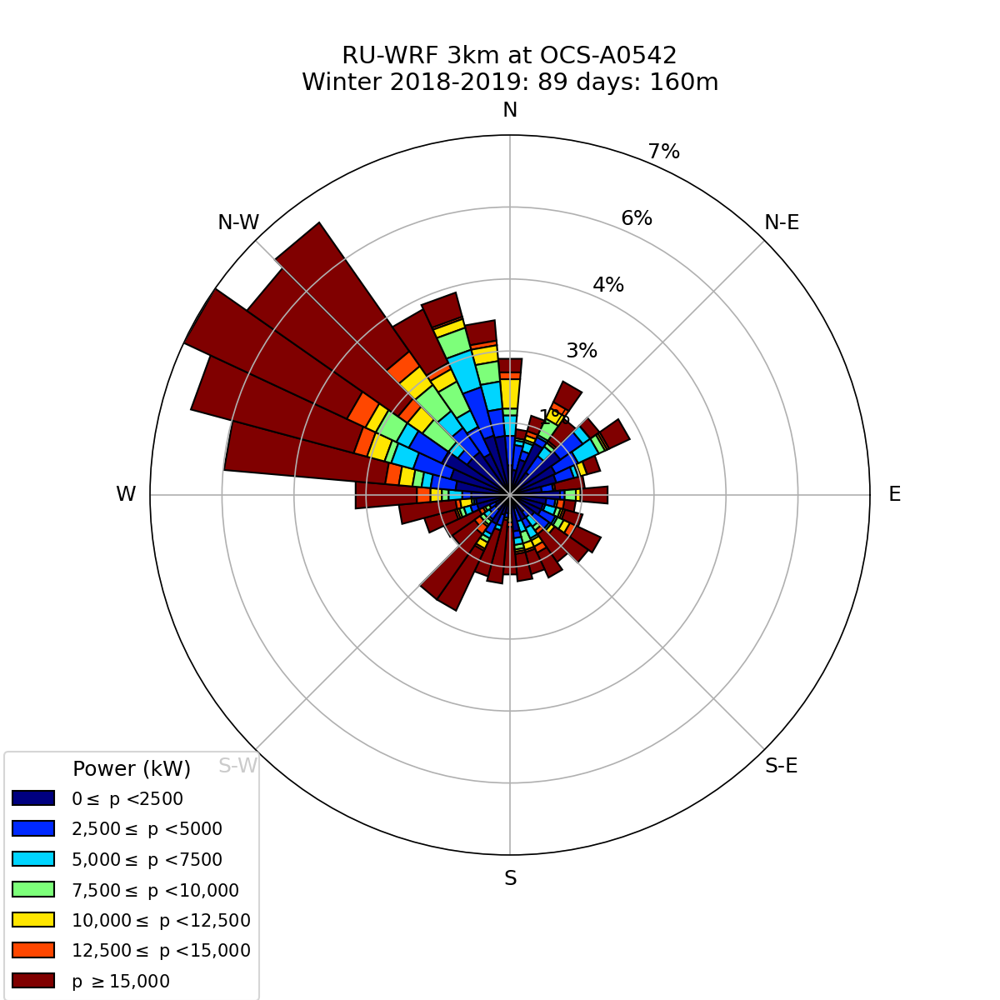 RU-WRF 3km at OCS-A0542
Winter 2018-2019: 89 days: 160m
N
7%
6%
N-W
N-E
4%
3%
1%
W
E
S-W
S-E
S
Power (kW)
0≤ p <2500
2,500≤ p <5000
5,000≤ p <7500
7,500≤ p <10,000
10,000≤ p <12,500
12,500≤ p <15,000
p ≥15,000